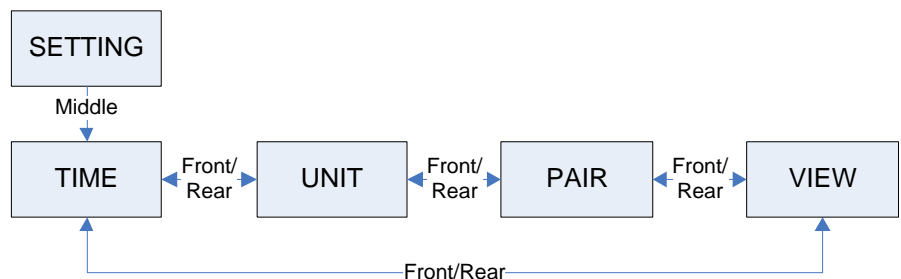 SETTING
Middle
TIME
Front/
Rear
UNIT
Front/
Rear
PAIR
Front/
Rear
VIEW
Front/Rear